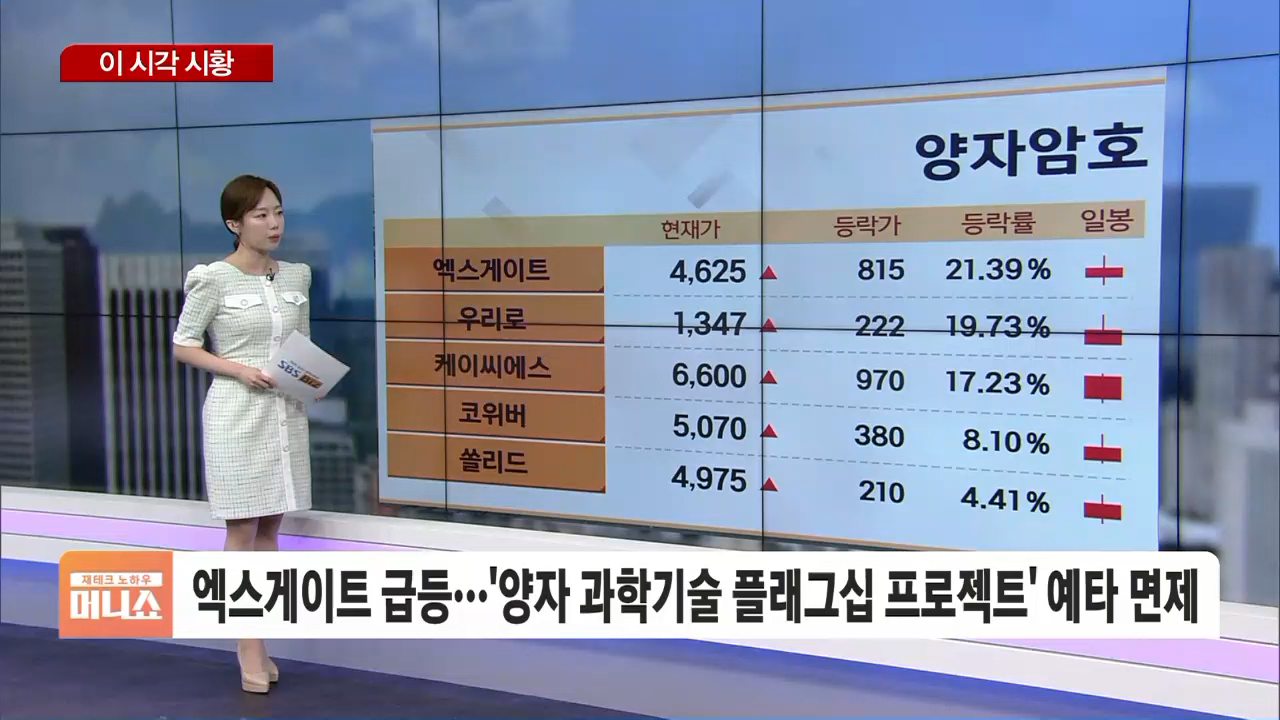 이 시각 시황
양자암호
현재가 등락가 등락률 일봉
엑스게이트 4,625 ▲ 815 21.39%
우리로 1,347 ▲ 222 19.73%
케이씨에스 6,600 ▲ 970 17.23%
코위버 5,070 ▲ 380 8.10%
쏠리드 4,975 ▲ 210 4.41%
SBS Biz
재테크 노하우
머니쇼
엑스게이트 급등…'양자 과학기술 플래그십 프로젝트' 예타 면제